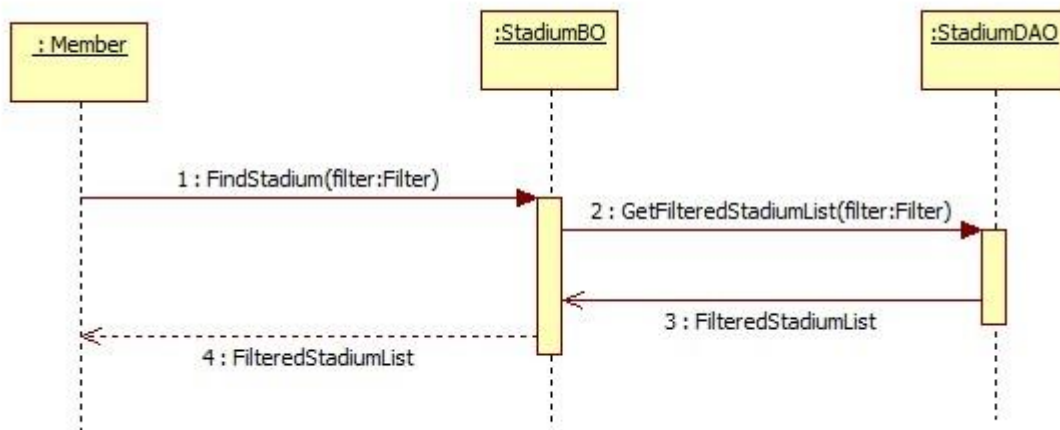 : Member
:StadiumBO
:StadiumDAO
1 : FindStadium(filter:Filter)
2 : GetFilteredStadiumList(filter:Filter)
3 : FilteredStadiumList
4 : FilteredStadiumList